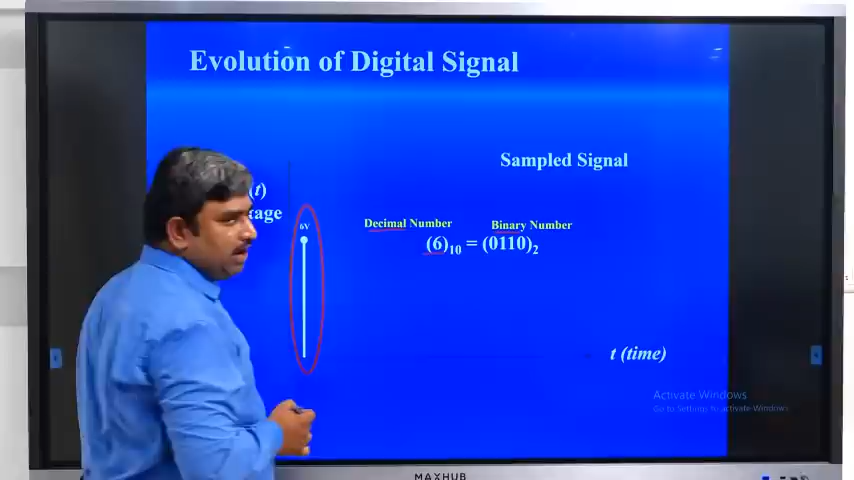 Evolution of Digital Signal
Sampled Signal
(t)
6V
Decimal Number
Binary Number
(6)10 = (0110)2
t (time)
Activate Windows
Go to Settings to activate Windows.
MAXHUB